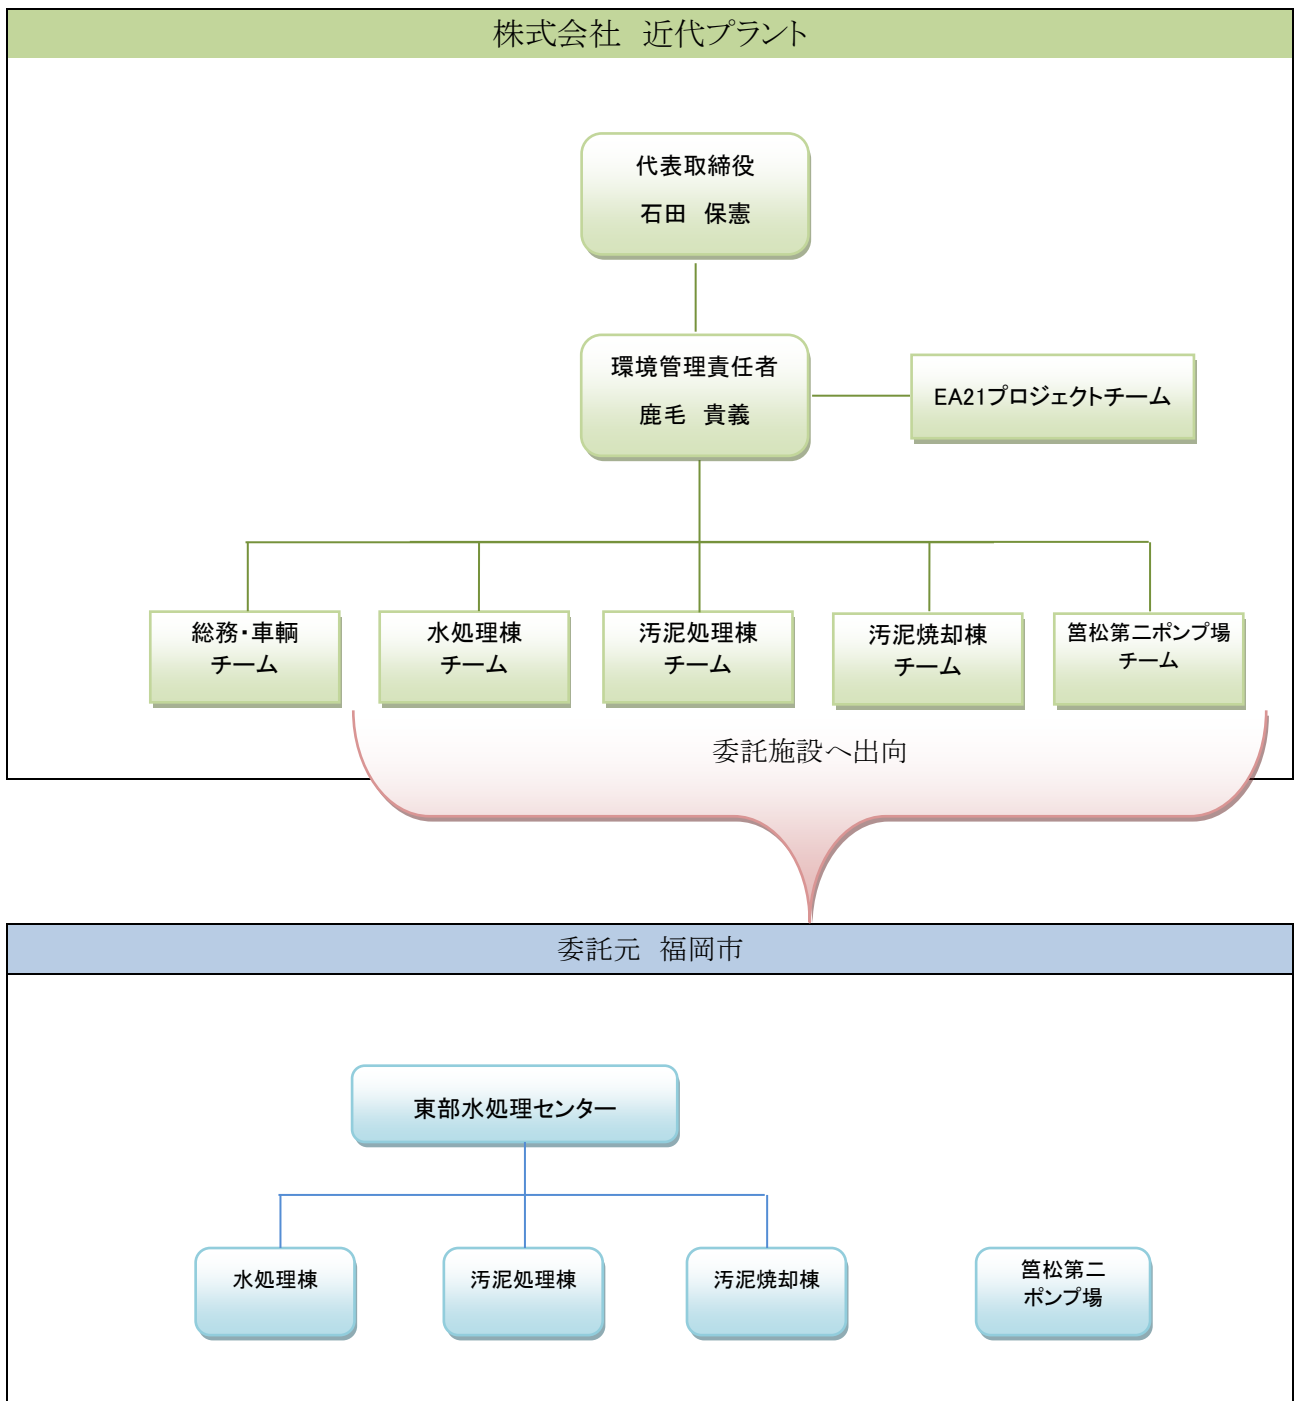 株式会社　近代プラント
代表取締役
石田　保憲
環境管理責任者
鹿毛　貴義
EA21プロジェクトチーム
総務・車輌
チーム
水処理棟
チーム
汚泥処理棟
チーム
汚泥焼却棟
チーム
筥松第二ポンプ場
チーム
委託施設へ出向
委託元　福岡市
東部水処理センター
水処理棟
汚泥処理棟
汚泥焼却棟
筥松第二
ポンプ場